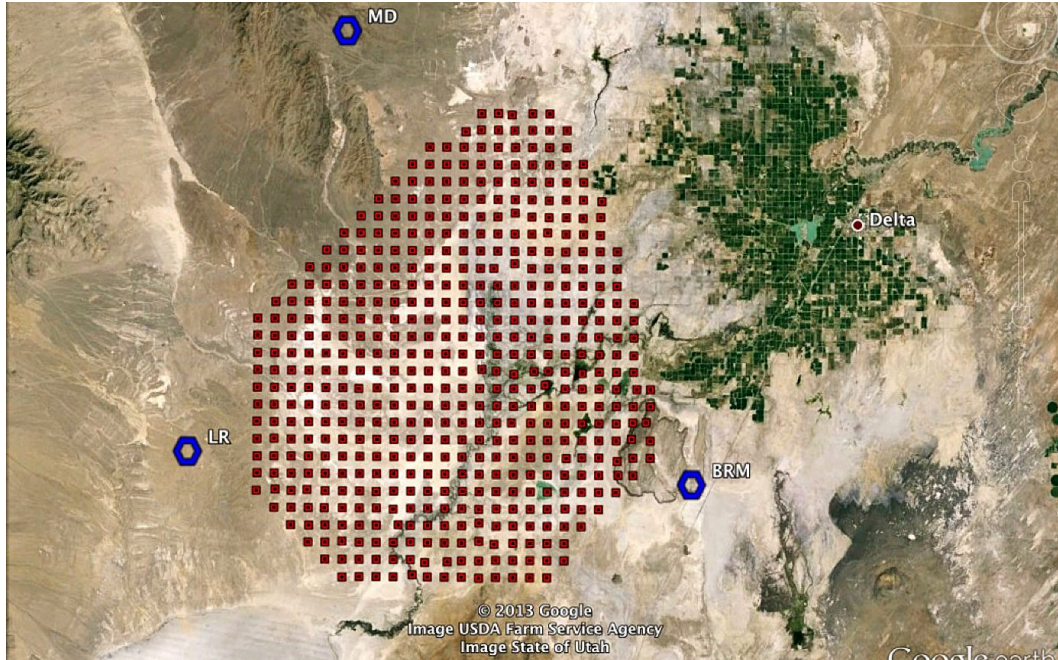 MD
Delta
LR
BRM
© 2013 Google
Image USDA Farm Service Agency
Image State of Utah
Google earth